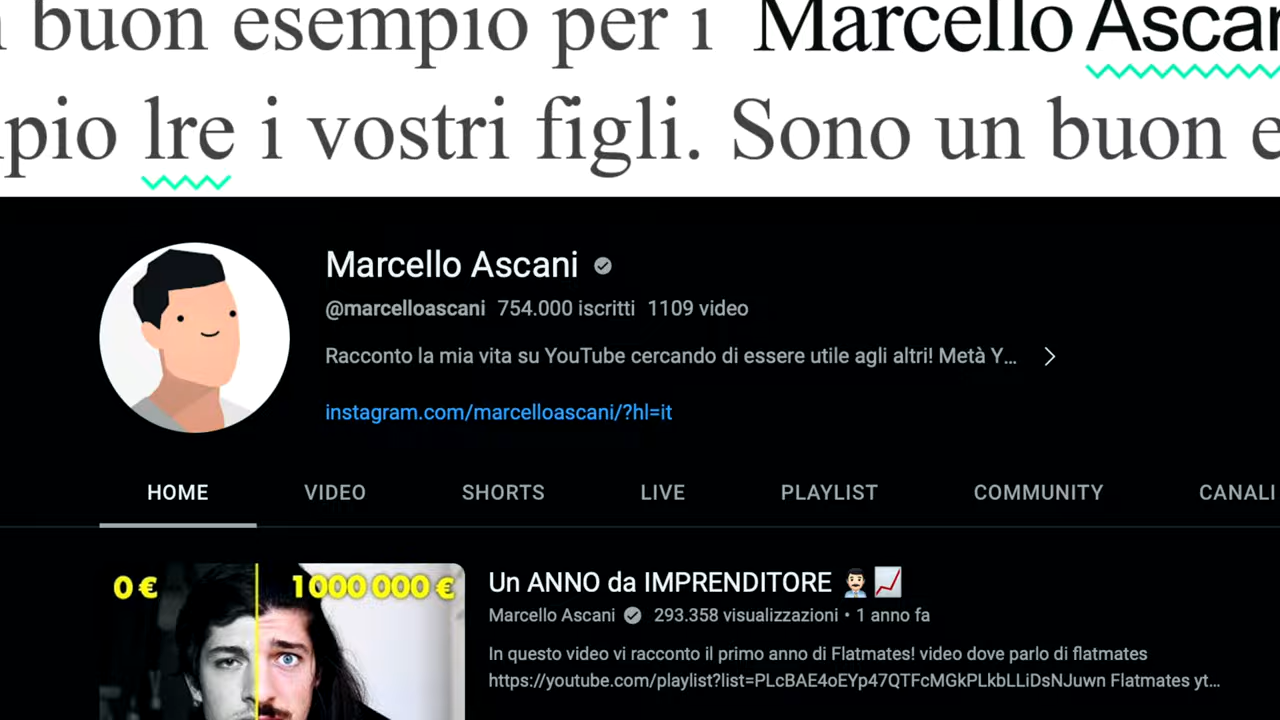 buon esempio per i Marcello Ascan
pio lre i vostri figli. Sono un buon e
Marcello Ascani
@marcelloascani 754.000 iscritti 1109 video
Racconto la mia vita su YouTube cercando di essere utile agli altri! Metà Y...
instagram.com/marcelloascani/?hl=it
HOME VIDEO SHORTS LIVE PLAYLIST COMMUNITY CANALI
0 € 1000 000 €
Un ANNO da IMPRENDITORE 👨🏻‍💼📈
Marcello Ascani 293.358 visualizzazioni • 1 anno fa
In questo video vi racconto il primo anno di Flatmates! video dove parlo di flatmates
https://youtube.com/playlist?list=PLcBAE4oEYp47QTFcMGkPLkbLLiDsNJuwn Flatmates yt...